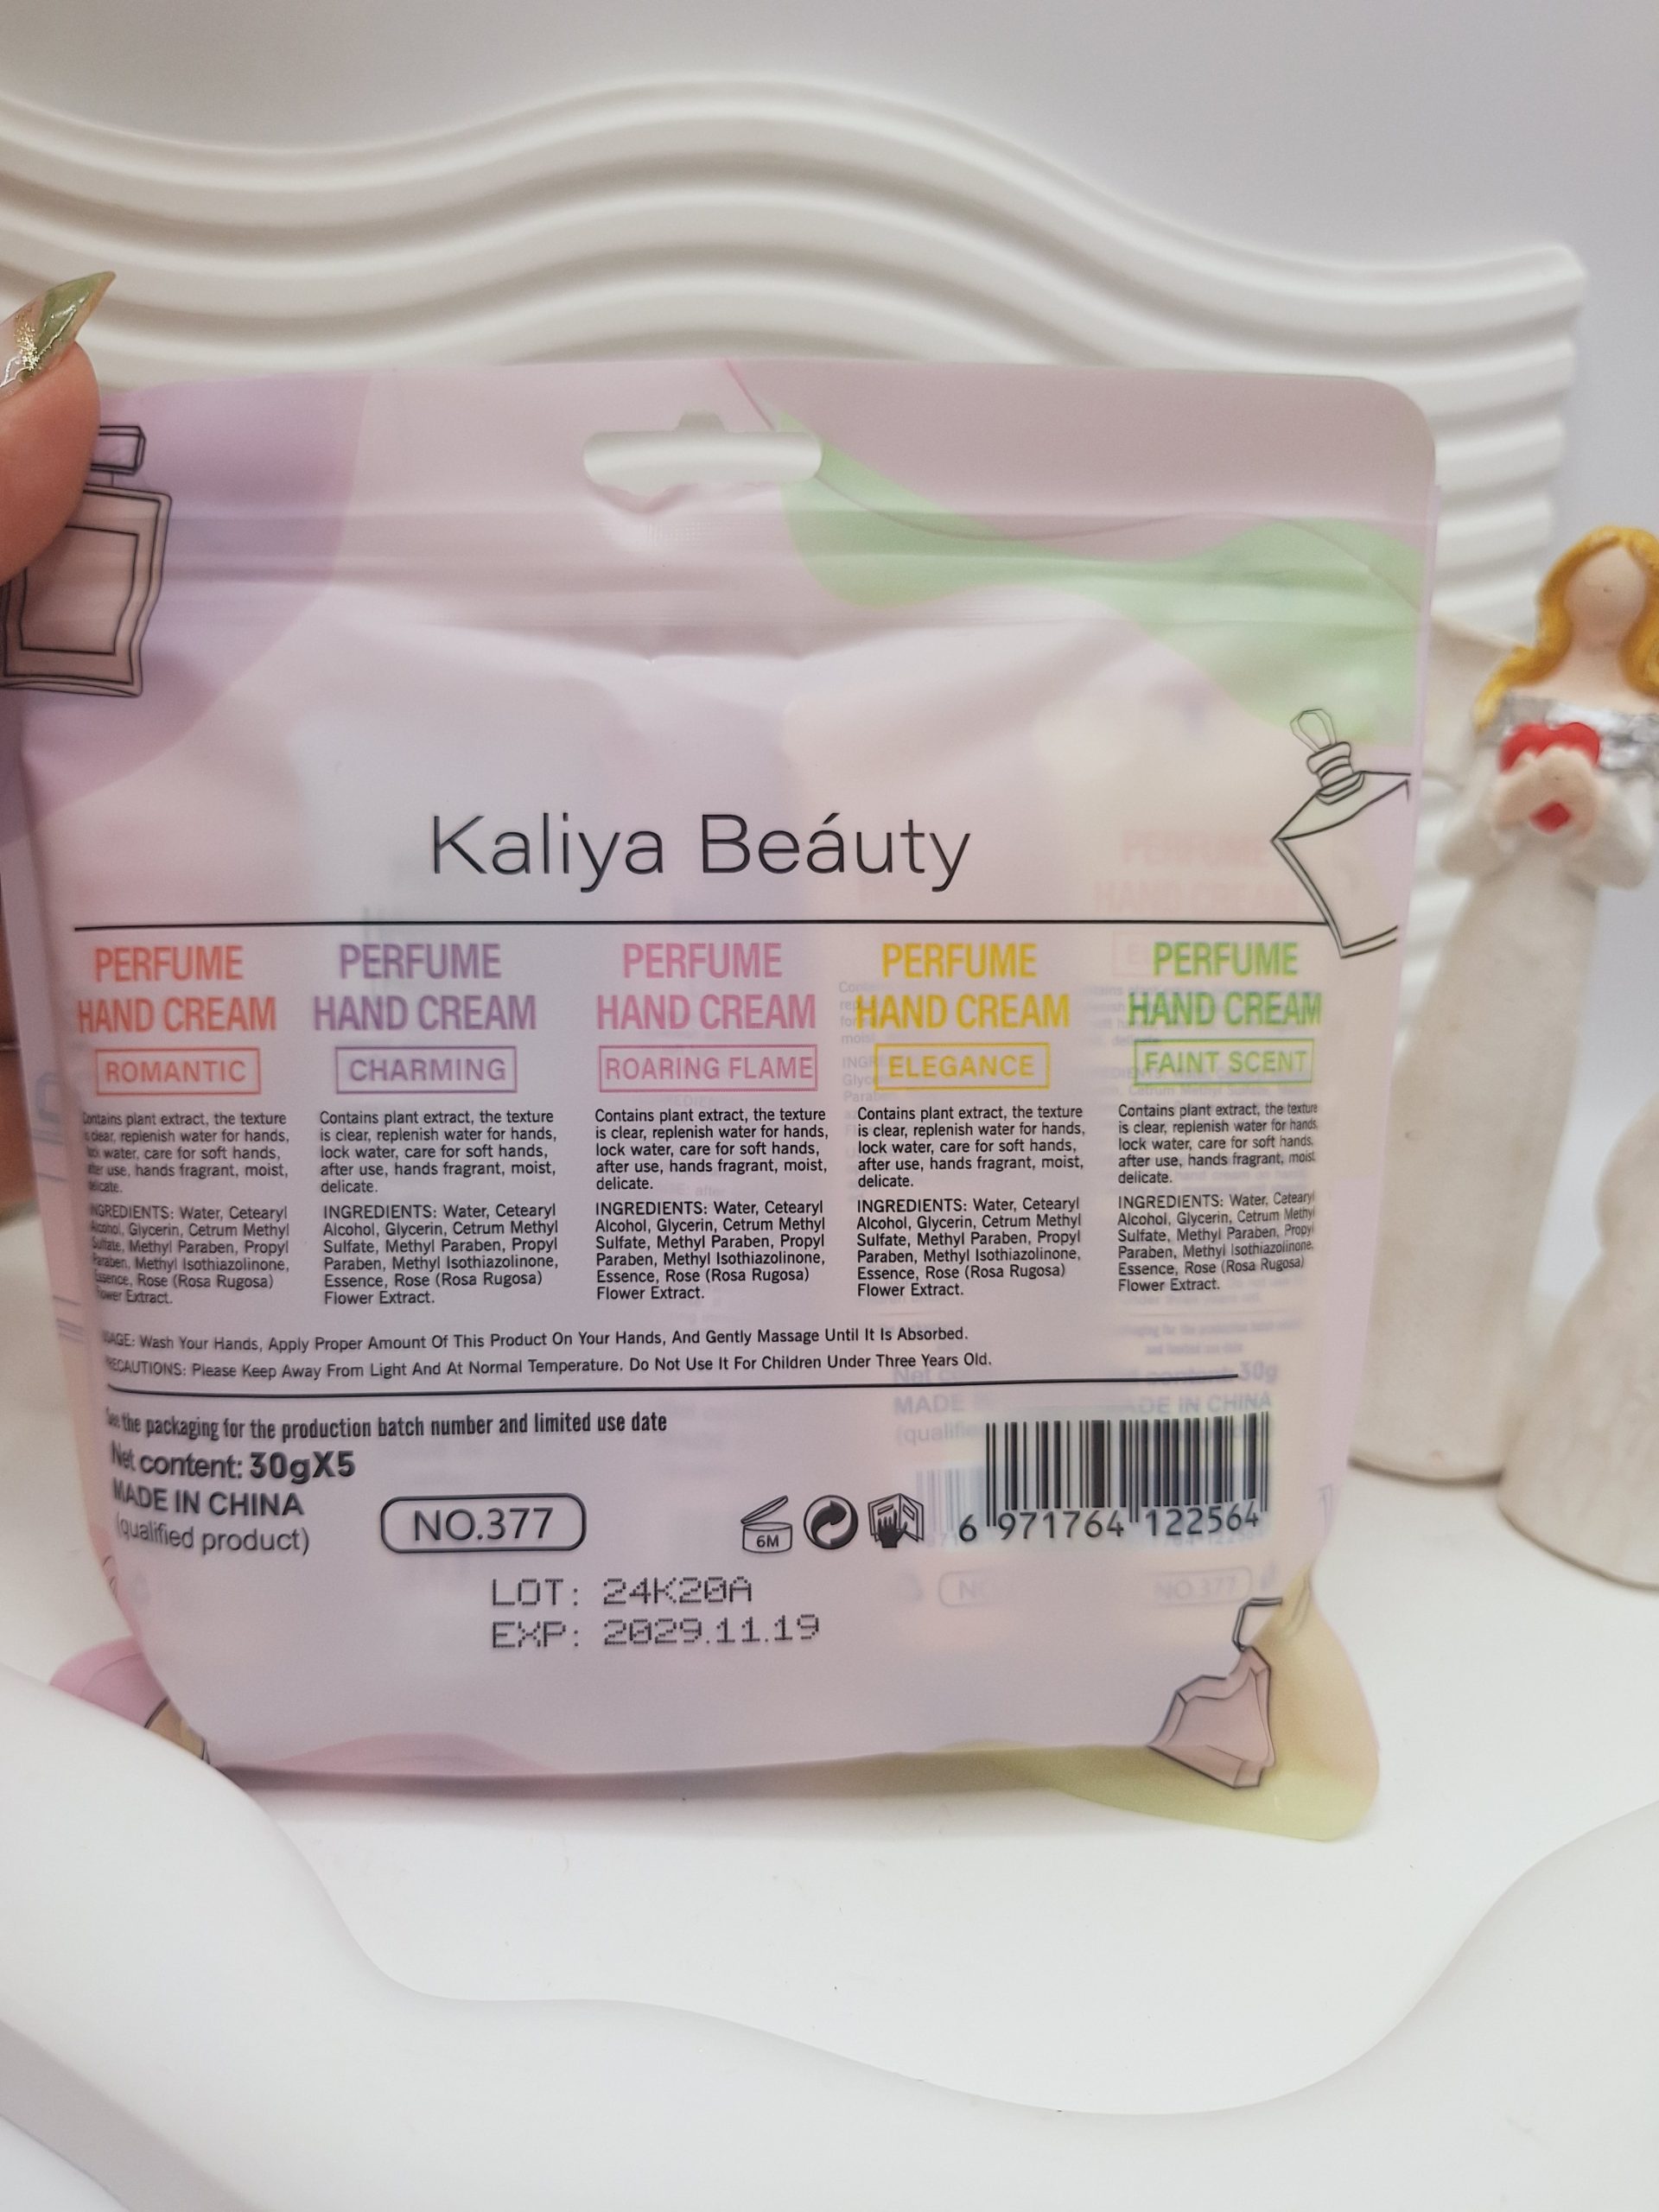 Kaliya Beáuty
PERFUME
HAND CREAM
ROMANTIC
Contains plant extract, the texture
is clear, replenish water for hands,
lock water, care for soft hands,
after use, hands fragrant, moist,
delicate.
INGREDIENTS: Water, Cetearyl
Alcohol, Glycerin, Cetrum Methyl
Sulfate, Methyl Paraben, Propyl
Paraben, Methyl Isothiazolinone,
Essence, Rose (Rosa Rugosa)
Flower Extract.
PERFUME
HAND CREAM
CHARMING
Contains plant extract, the texture
is clear, replenish water for hands,
lock water, care for soft hands,
after use, hands fragrant, moist,
delicate.
INGREDIENTS: Water, Cetearyl
Alcohol, Glycerin, Cetrum Methyl
Sulfate, Methyl Paraben, Propyl
Paraben, Methyl Isothiazolinone,
Essence, Rose (Rosa Rugosa)
Flower Extract.
PERFUME
HAND CREAM
ROARING FLAME
Contains plant extract, the texture
is clear, replenish water for hands,
lock water, care for soft hands,
after use, hands fragrant, moist,
delicate.
INGREDIENTS: Water, Cetearyl
Alcohol, Glycerin, Cetrum Methyl
Sulfate, Methyl Paraben, Propyl
Paraben, Methyl Isothiazolinone,
Essence, Rose (Rosa Rugosa)
Flower Extract.
PERFUME
HAND CREAM
ELEGANCE
Contains plant extract, the texture
is clear, replenish water for hands,
lock water, care for soft hands,
after use, hands fragrant, moist,
delicate.
INGREDIENTS: Water, Cetearyl
Alcohol, Glycerin, Cetrum Methyl
Sulfate, Methyl Paraben, Propyl
Paraben, Methyl Isothiazolinone,
Essence, Rose (Rosa Rugosa)
Flower Extract.
PERFUME
HAND CREAM
FAINT SCENT
Contains plant extract, the texture
is clear, replenish water for hands,
lock water, care for soft hands,
after use, hands fragrant, moist
delicate.
INGREDIENTS: Water, Cetearyl
Alcohol, Glycerin, Cetrum Methyl
Sulfate, Methyl Paraben, Propyl
Paraben, Methyl Isothiazolinone,
Essence, Rose (Rosa Rugosa)
Flower Extract.
USAGE: Wash Your Hands, Apply Proper Amount Of This Product On Your Hands, And Gently Massage Until It Is Absorbed.
PRECAUTIONS: Please Keep Away From Light And At Normal Temperature. Do Not Use It For Children Under Three Years Old.
See the packaging for the production batch number and limited use date
Net content: 30gX5
MADE IN CHINA
(qualified product)
NO.377
6M
6 971764 122564
LOT: 24K20A
EXP: 2029.11.19